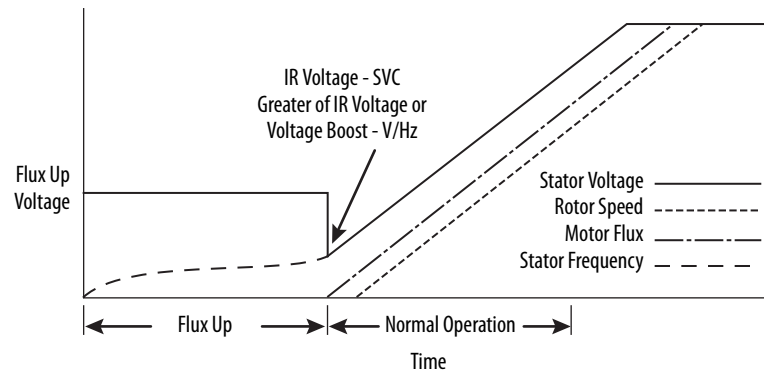 IR Voltage - SVC
Greater of IR Voltage or
Voltage Boost - V/Hz
Flux Up
Voltage
Stator Voltage
Rotor Speed
Motor Flux
Stator Frequency
Flux Up
Normal Operation
Time